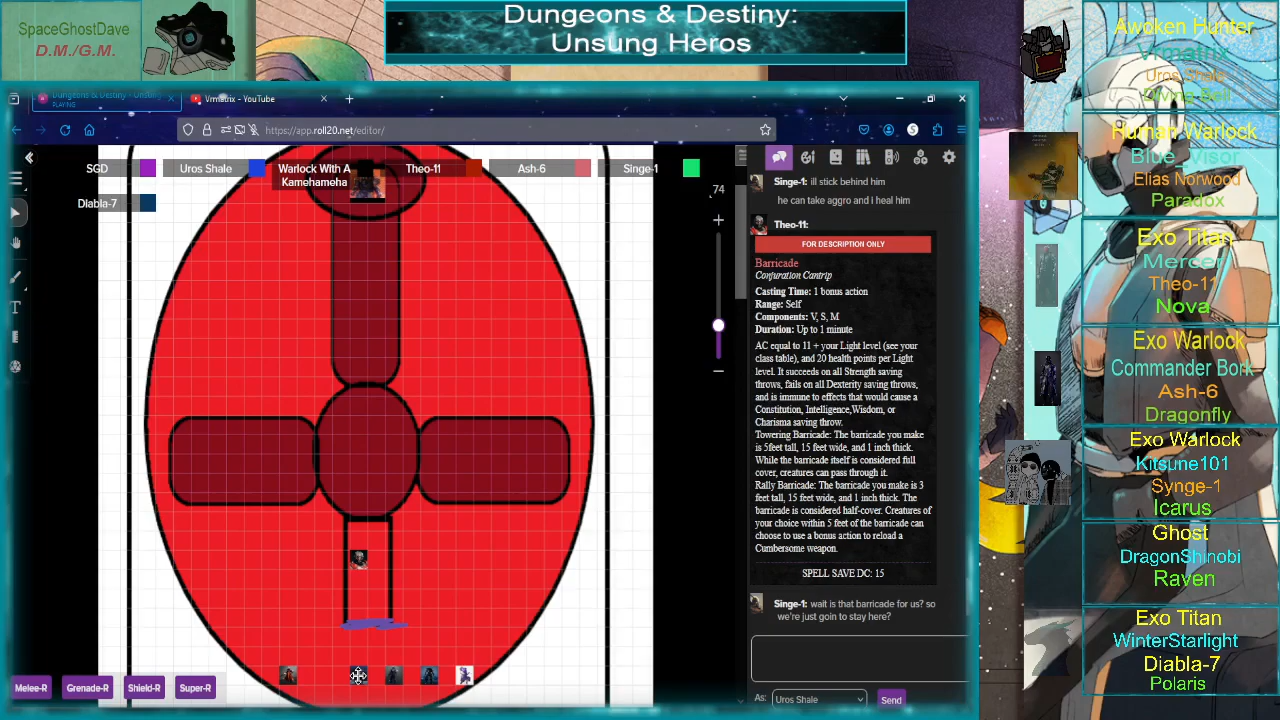 SpaceGhostDave
D.M./G.M.
Dungeons & Destiny:
Unsung Heros
Dungeons & Destiny - Unsu
PLAYING
Vrmatrix - YouTube
https://app.roll20.net/editor/
SGD
Uros Shale
Warlock With A
Kamehameha
Theo-11
Ash-6
Singe-1
Diabla-7
.74
Singe-1: ill stick behind him
he can take aggro and i heal him
Theo-11:
FOR DESCRIPTION ONLY
Barricade
Conjuration Cantrip
Casting Time: 1 bonus action
Range: Self
Components: V, S, M
Duration: Up to 1 minute
AC equal to 11 + your Light level (see your
class table), and 20 health points per Light
level. It succeeds on all Strength saving
throws, fails on all Dexterity saving throws,
and is immune to effects that would cause a
Constitution, Intelligence,Wisdom, or
Charisma saving throw.
Towering Barricade: The barricade you make
is 5feet tall, 15 feet wide, and 1 inch thick.
While the barricade itself is considered full
cover, creatures can pass through it.
Rally Barricade: The barricade you make is 3
feet tall, 15 feet wide, and 1 inch thick. The
barricade is considered half-cover. Creatures of
your choice within 5 feet of the barricade can
choose to use a bonus action to reload a
Cumbersome weapon.
SPELL SAVE DC: 15
Singe-1: wait is that barricade for us? so
we're just goin to stay here?
As:
Uros Shale
Send
Melee-R
Grenade-R
Shield-R
Super-R
Awoken Hunter
Vrmatrix
Uros Shale
Diving Bell
Human Warlock
Blue_Visor
Elias Norwood
Paradox
Exo Titan
Mercer
Theo-11
Nova
Exo Warlock
Commander Bork
Ash-6
Dragonfly
Exo Warlock
Kitsune101
Synge-1
Icarus
Ghost
DragonShinobi
Raven
Exo Titan
WinterStarlight
Diabla-7
Polaris